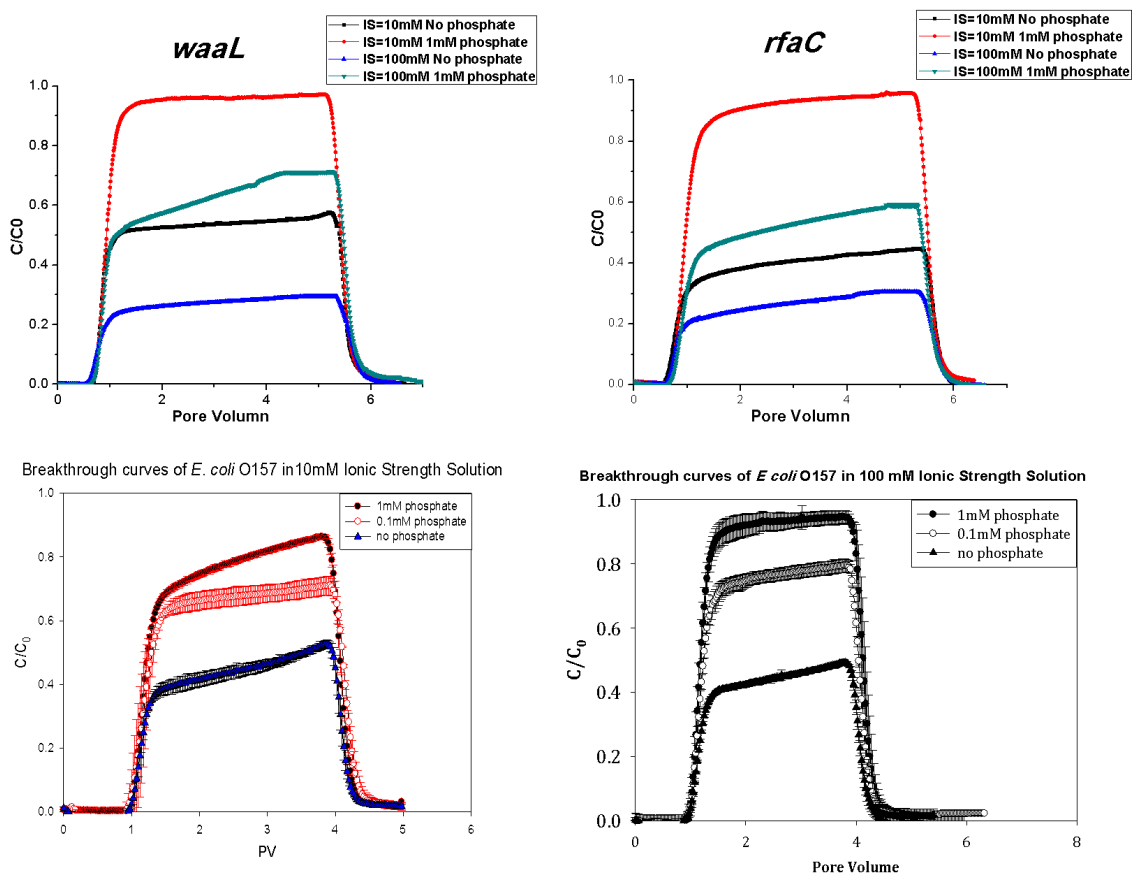 waaL
IS=10mM No phosphate
IS=10mM 1mM phosphate
IS=100mM No phosphate
IS=100mM 1mM phosphate
1.0
0.8
0.6
0.4
0.2
0.0
C/C0
0 2 4 6
Pore Volumn
rfaC
IS=10mM No phosphate
IS=10mM 1mM phosphate
IS=100mM No phosphate
IS=100mM 1mM phosphate
1.0
0.8
0.6
0.4
0.2
0.0
C/C0
0 2 4 6
Pore Volumn
Breakthrough curves of E. coli O157 in10mM Ionic Strength Solution
1mM phosphate
0.1mM phosphate
no phosphate
1.0
0.8
0.6
0.4
0.2
0.0
C/C0
0 1 2 3 4 5 6
PV
Breakthrough curves of E coli O157 in 100 mM Ionic Strength Solution
1mM phosphate
0.1mM phosphate
no phosphate
1.0
0.8
0.6
0.4
0.2
0.0
C/C0
0 2 4 6 8
Pore Volume